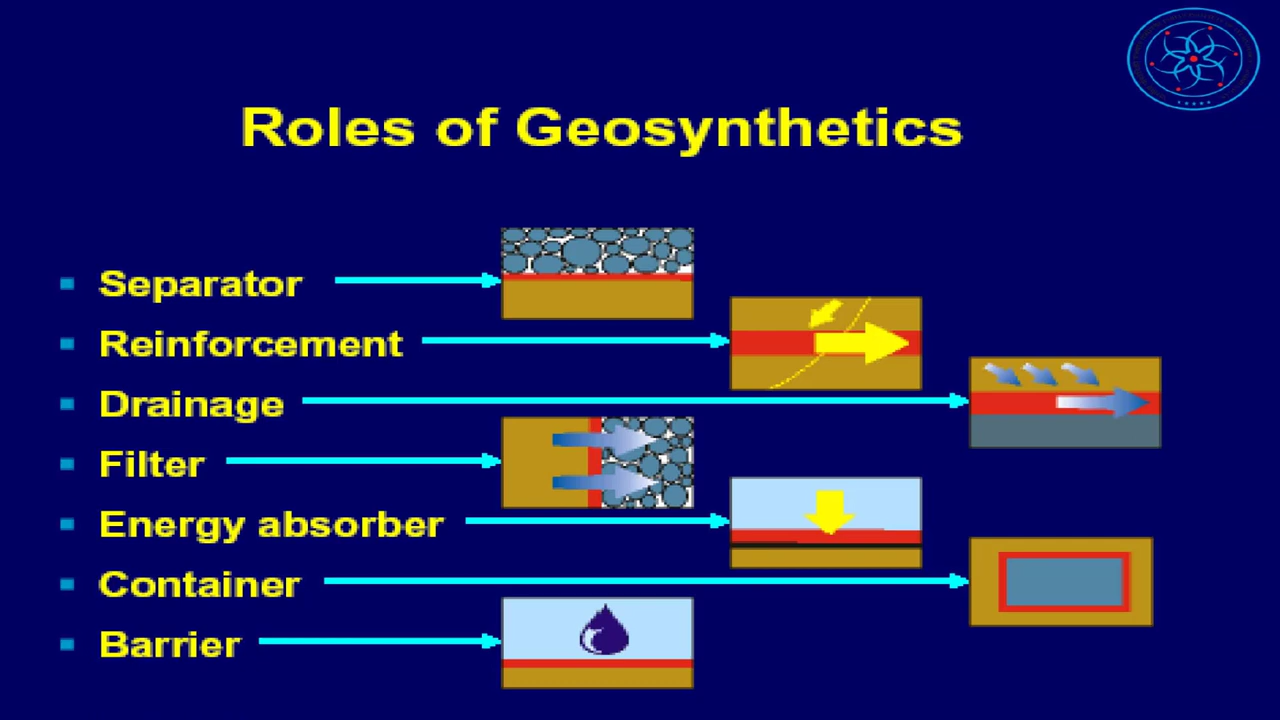 Roles of Geosynthetics
Separator
Reinforcement
Drainage
Filter
Energy absorber
Container
Barrier